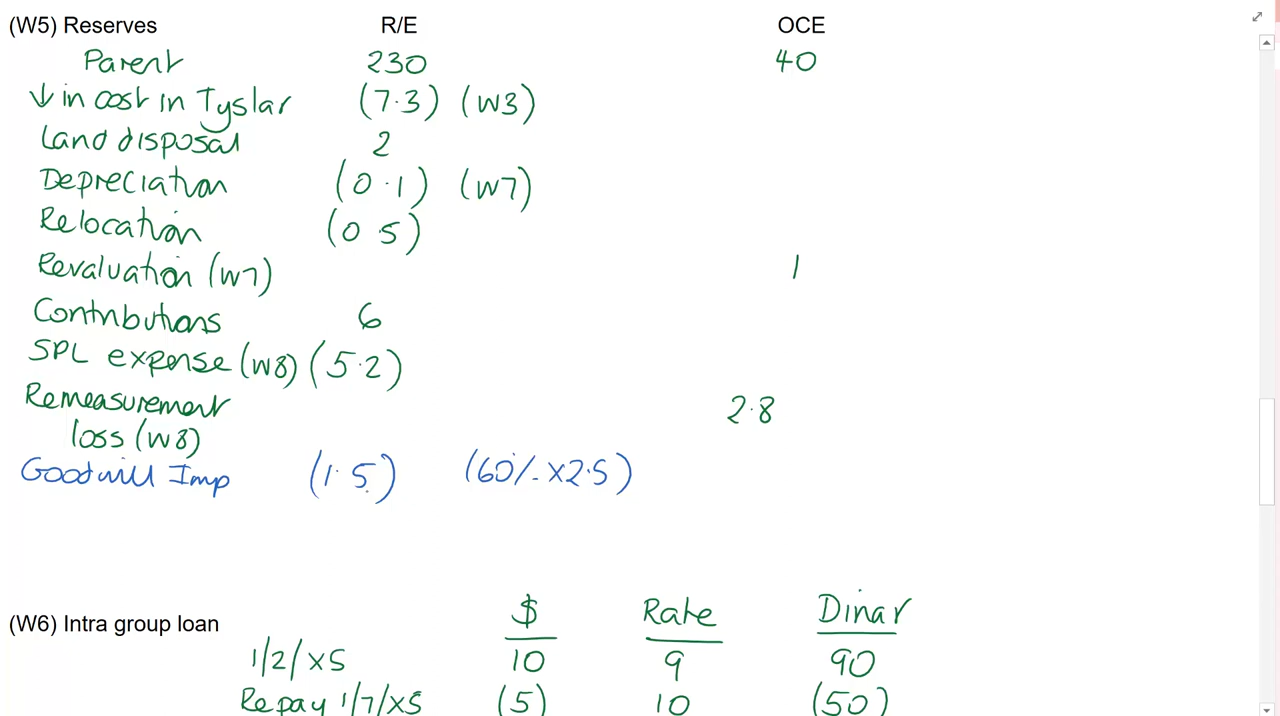 (W5) Reserves R/E OCE
Parent 230 40
↓ in cost in Tyslar (7.3) (W3)
Land disposal 2
Depreciation (0.1) (W7)
Relocation (0.5)
Revaluation (W7) 1
Contributions 6
SPL expense (W8) (5.2)
Remeasurement 2.8
loss (W8)
Goodwill Imp (1.5) (60% x 2.5)
$ Rate Dinar
(W6) Intra group loan
1/2/X5 10 9 90
Repay 1/7/X5 (5) 10 (50)